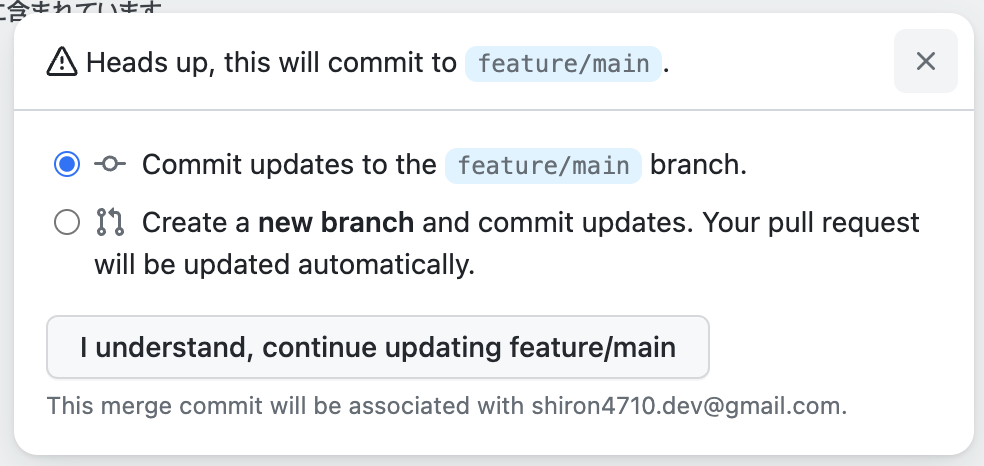 に含まれています
Heads up, this will commit to feature/main.
Commit updates to the feature/main branch.
Create a new branch and commit updates. Your pull request
will be updated automatically.
I understand, continue updating feature/main
This merge commit will be associated with shiron4710.dev@gmail.com.